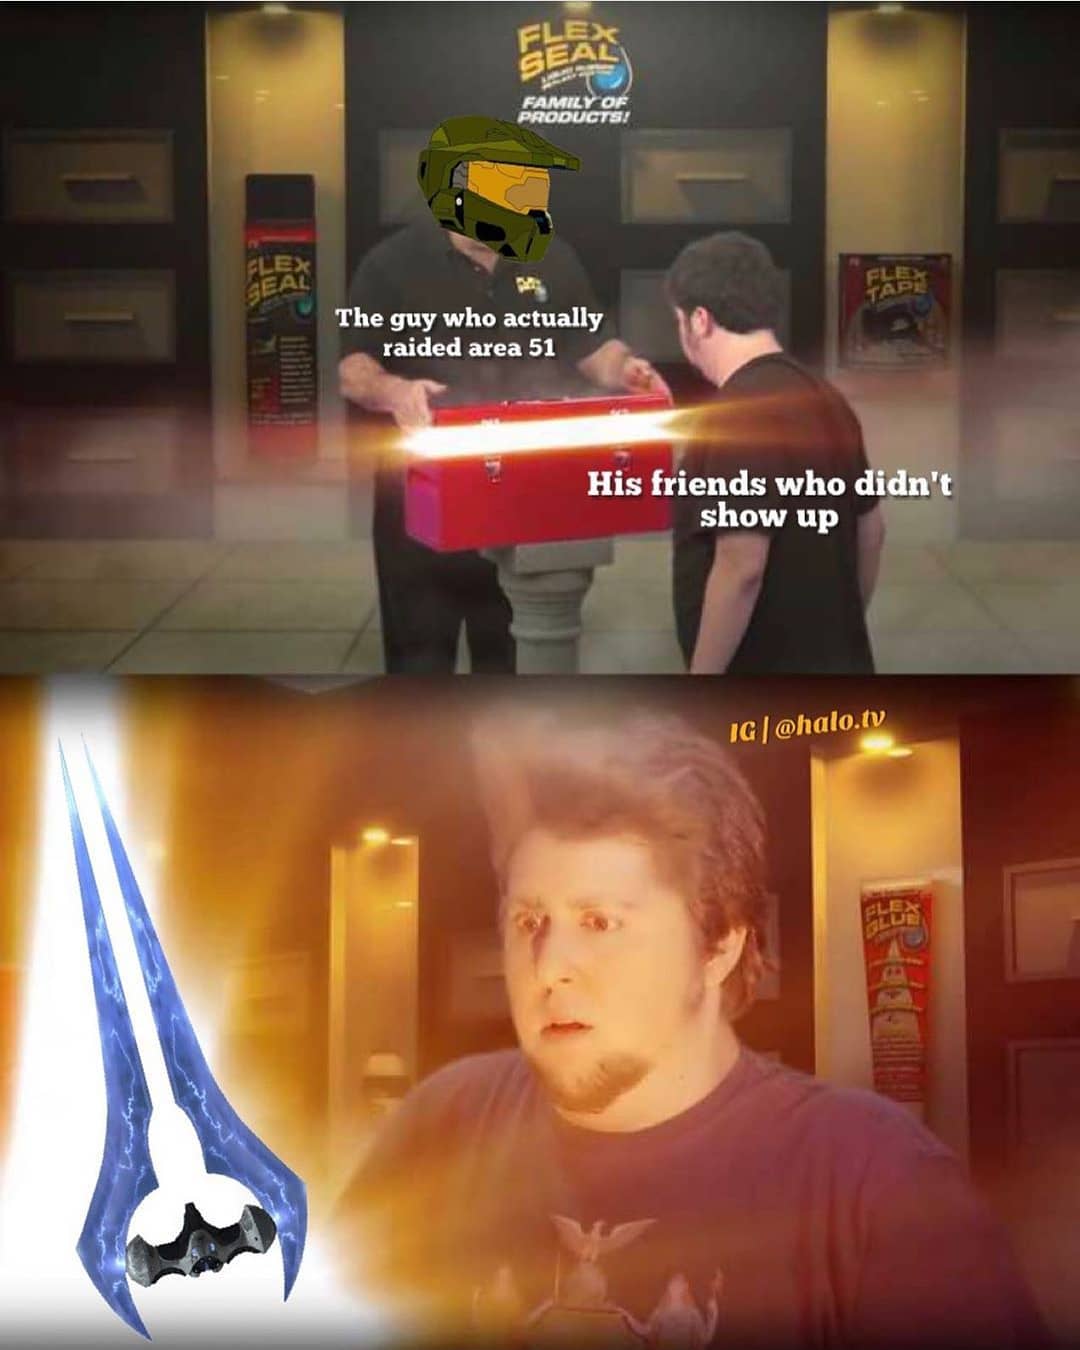 FLEX
SEAL
FAMILY OF
PRODUCTS!
FLEX
SEAL
FLEX
TAPE
The guy who actually
raided area 51
His friends who didn't
show up
IG | @halo.tv
FLEX
GLUE